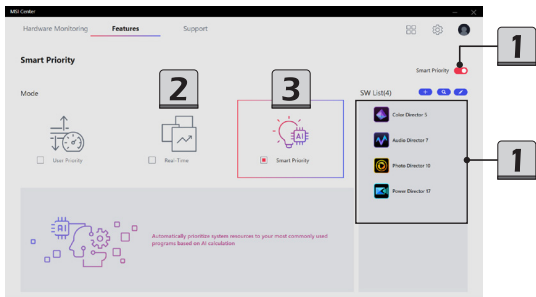 MSI Center
Hardware Monitoring Features Support
Smart Priority
Smart Priority
1
Mode
2
3
SW List(4)
Color Director 5
AI
Audio Director 7
1
User Priority
Real-Time
Smart Priority
Photo Director 10
Power Director 17
AI
Automatically prioritize system resources to your most commonly used
programs based on AI calculation